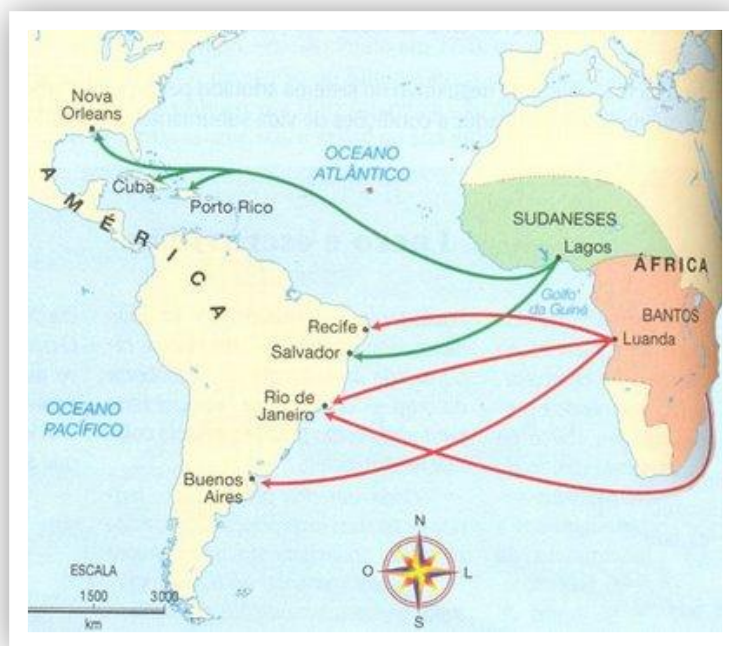 Nova
Orleans
Cuba
Porto Rico
OCEANO
ATLÂNTICO
AMÉRICA
SUDANESES
Lagos
ÁFRICA
Golfo
da Guiné
BANTOS
Luanda
Recife
Salvador
Rio de
Janeiro
OCEANO
PACÍFICO
Buenos
Aires
N
O
L
S
ESCALA
1500
3000
km